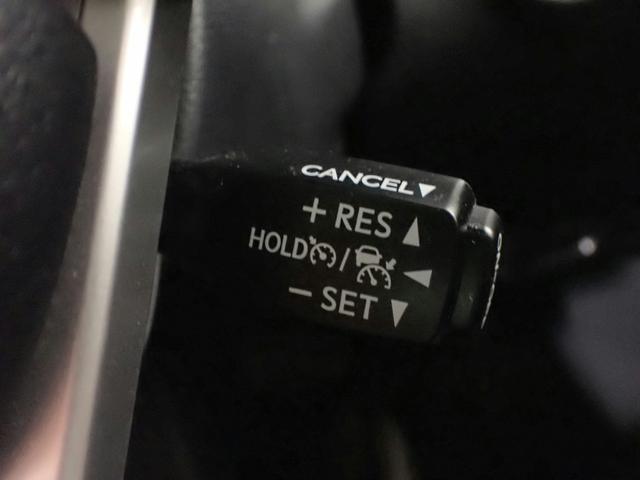 CANCEL▼
+ RES ▲
HOLD / ◀
− SET ▼